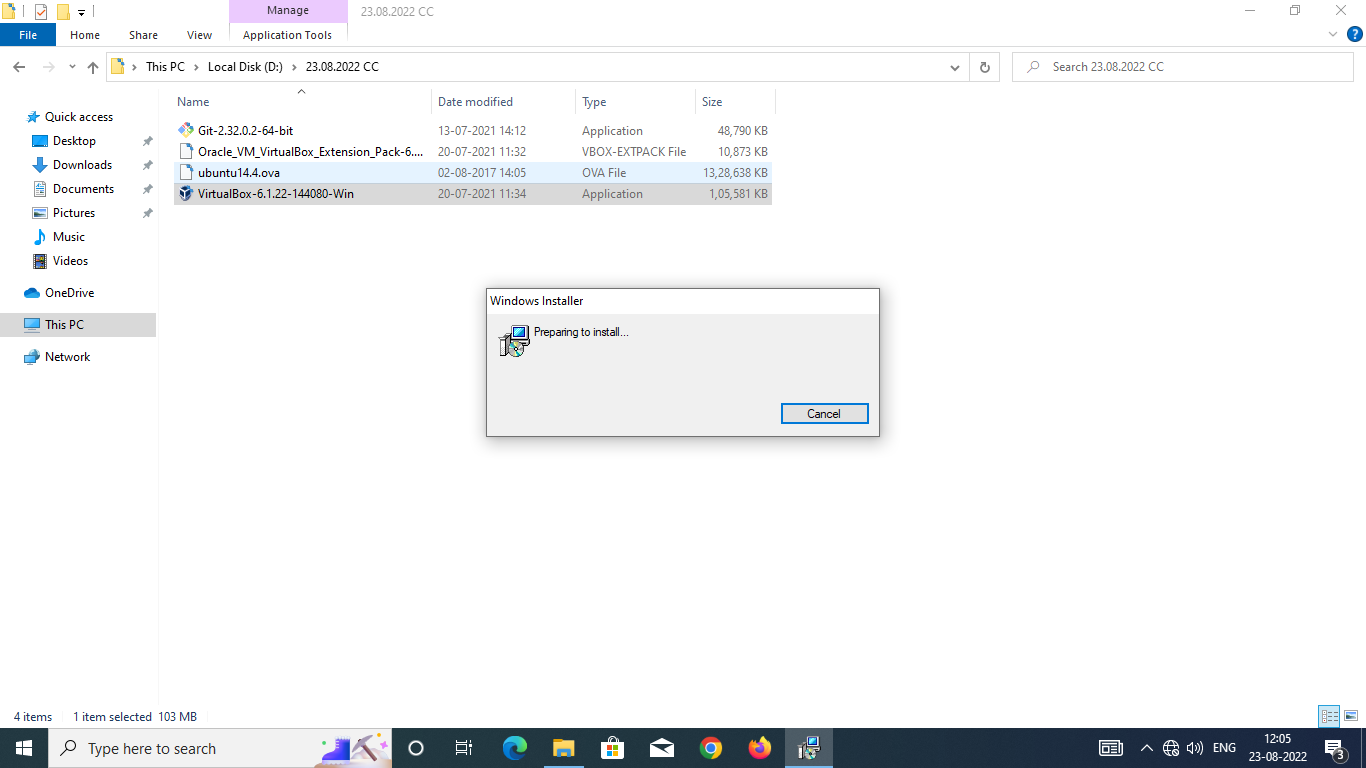 Manage
23.08.2022 CC
File
Home
Share
View
Application Tools
This PC
Local Disk (D:)
23.08.2022 CC
Search 23.08.2022 CC
Name
Date modified
Type
Size
Git-2.32.0.2-64-bit
13-07-2021 14:12
Application
48,790 KB
Oracle_VM_VirtualBox_Extension_Pack-6....
20-07-2021 11:32
VBOX-EXTPACK File
10,873 KB
ubuntu14.4.ova
02-08-2017 14:05
OVA File
13,28,638 KB
VirtualBox-6.1.22-144080-Win
20-07-2021 11:34
Application
1,05,581 KB
Quick access
Desktop
Downloads
Documents
Pictures
Music
Videos
OneDrive
This PC
Network
Windows Installer
Preparing to install...
Cancel
4 items
1 item selected 103 MB
Type here to search
ENG
12:05
23-08-2022
3